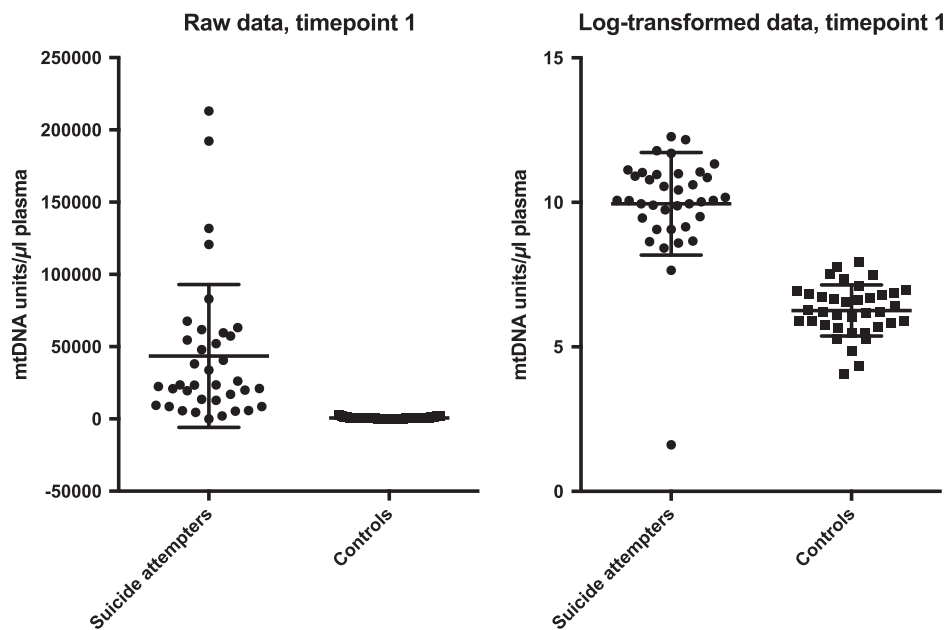 Raw data, timepoint 1
mtDNA units/µl plasma
250000
200000
150000
100000
50000
0
-50000
Suicide attempters
Controls
Log-transformed data, timepoint 1
mtDNA units/µl plasma
15
10
5
0
Suicide attempters
Controls